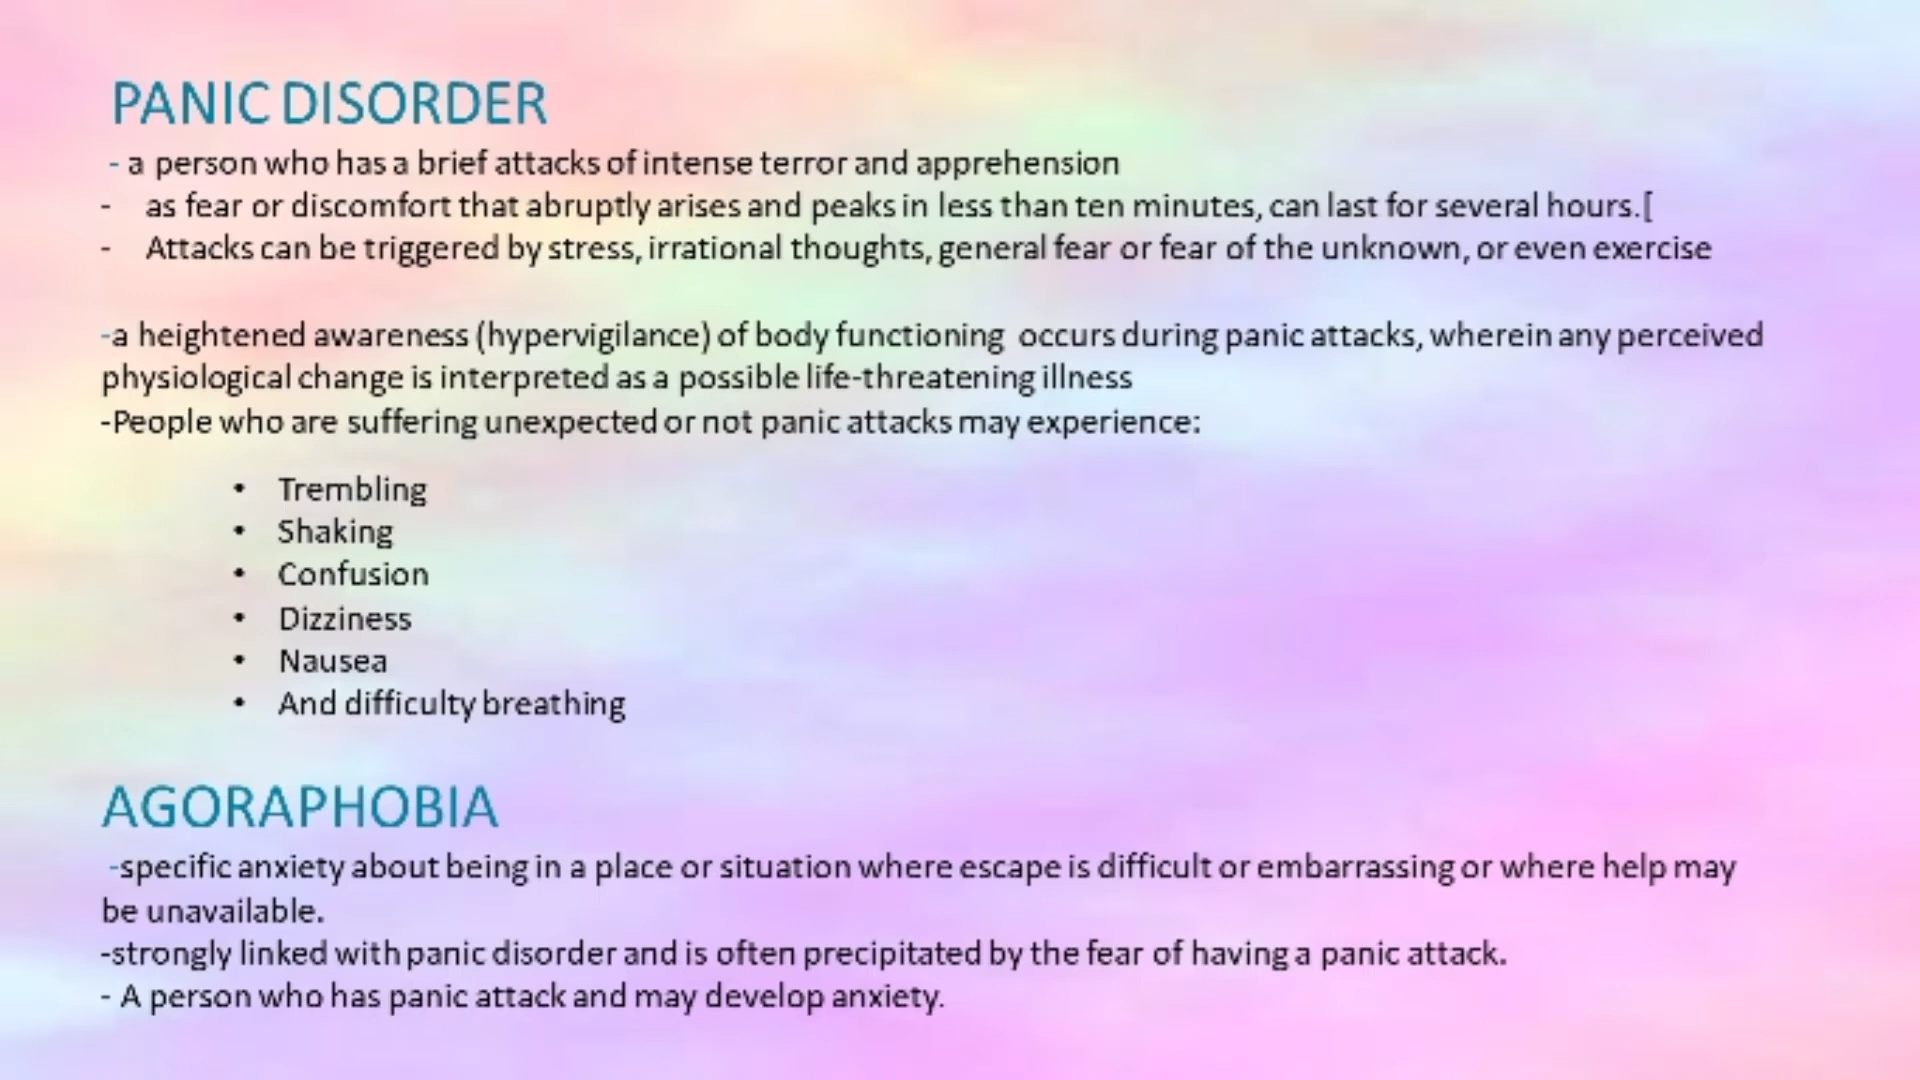 PANIC DISORDER
- a person who has a brief attacks of intense terror and apprehension
- as fear or discomfort that abruptly arises and peaks in less than ten minutes, can last for several hours.[
- Attacks can be triggered by stress, irrational thoughts, general fear or fear of the unknown, or even exercise
-a heightened awareness (hypervigilance) of body functioning occurs during panic attacks, wherein any perceived
physiological change is interpreted as a possible life-threatening illness
-People who are suffering unexpected or not panic attacks may experience:
• Trembling
• Shaking
• Confusion
• Dizziness
• Nausea
• And difficulty breathing
AGORAPHOBIA
-specific anxiety about being in a place or situation where escape is difficult or embarrassing or where help may
be unavailable.
-strongly linked with panic disorder and is often precipitated by the fear of having a panic attack.
- A person who has panic attack and may develop anxiety.